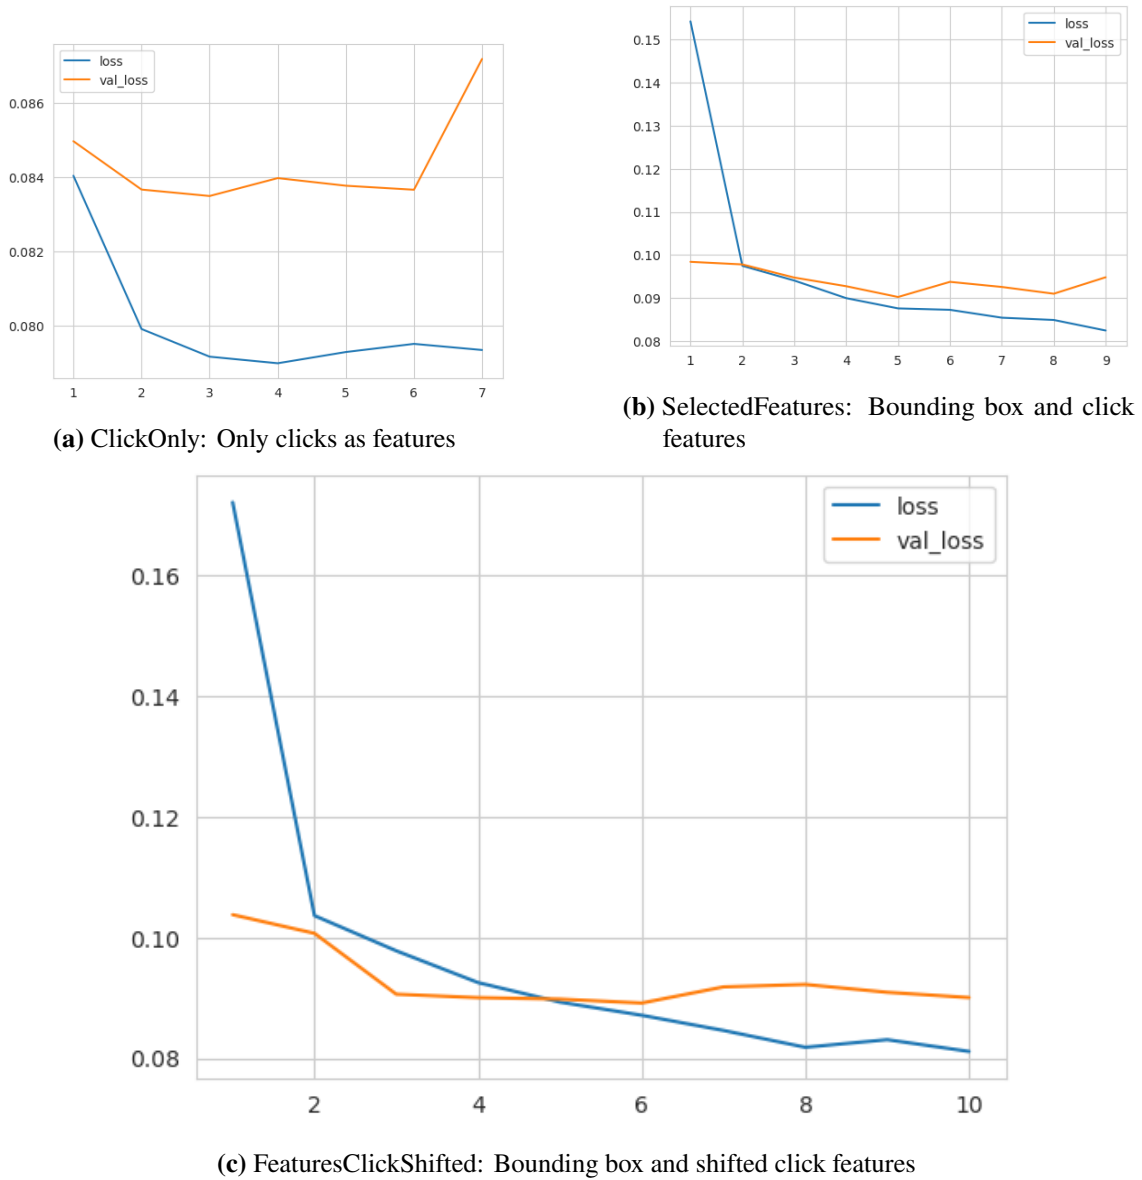 loss
val_loss
0.086
0.084
0.082
0.080
1 2 3 4 5 6 7
(a) ClickOnly: Only clicks as features
loss
val_loss
0.15
0.14
0.13
0.12
0.11
0.10
0.09
0.08
1 2 3 4 5 6 7 8 9
(b) SelectedFeatures: Bounding box and click
features
loss
val_loss
0.16
0.14
0.12
0.10
0.08
2 4 6 8 10
(c) FeaturesClickShifted: Bounding box and shifted click features